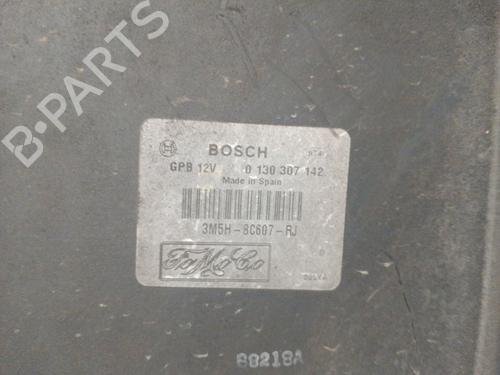 B-PARTS
BOSCH
GPB 12V 0 130 307 142
Made in Spain
3M5H-8C607-RJ
FoMoCo
88218A